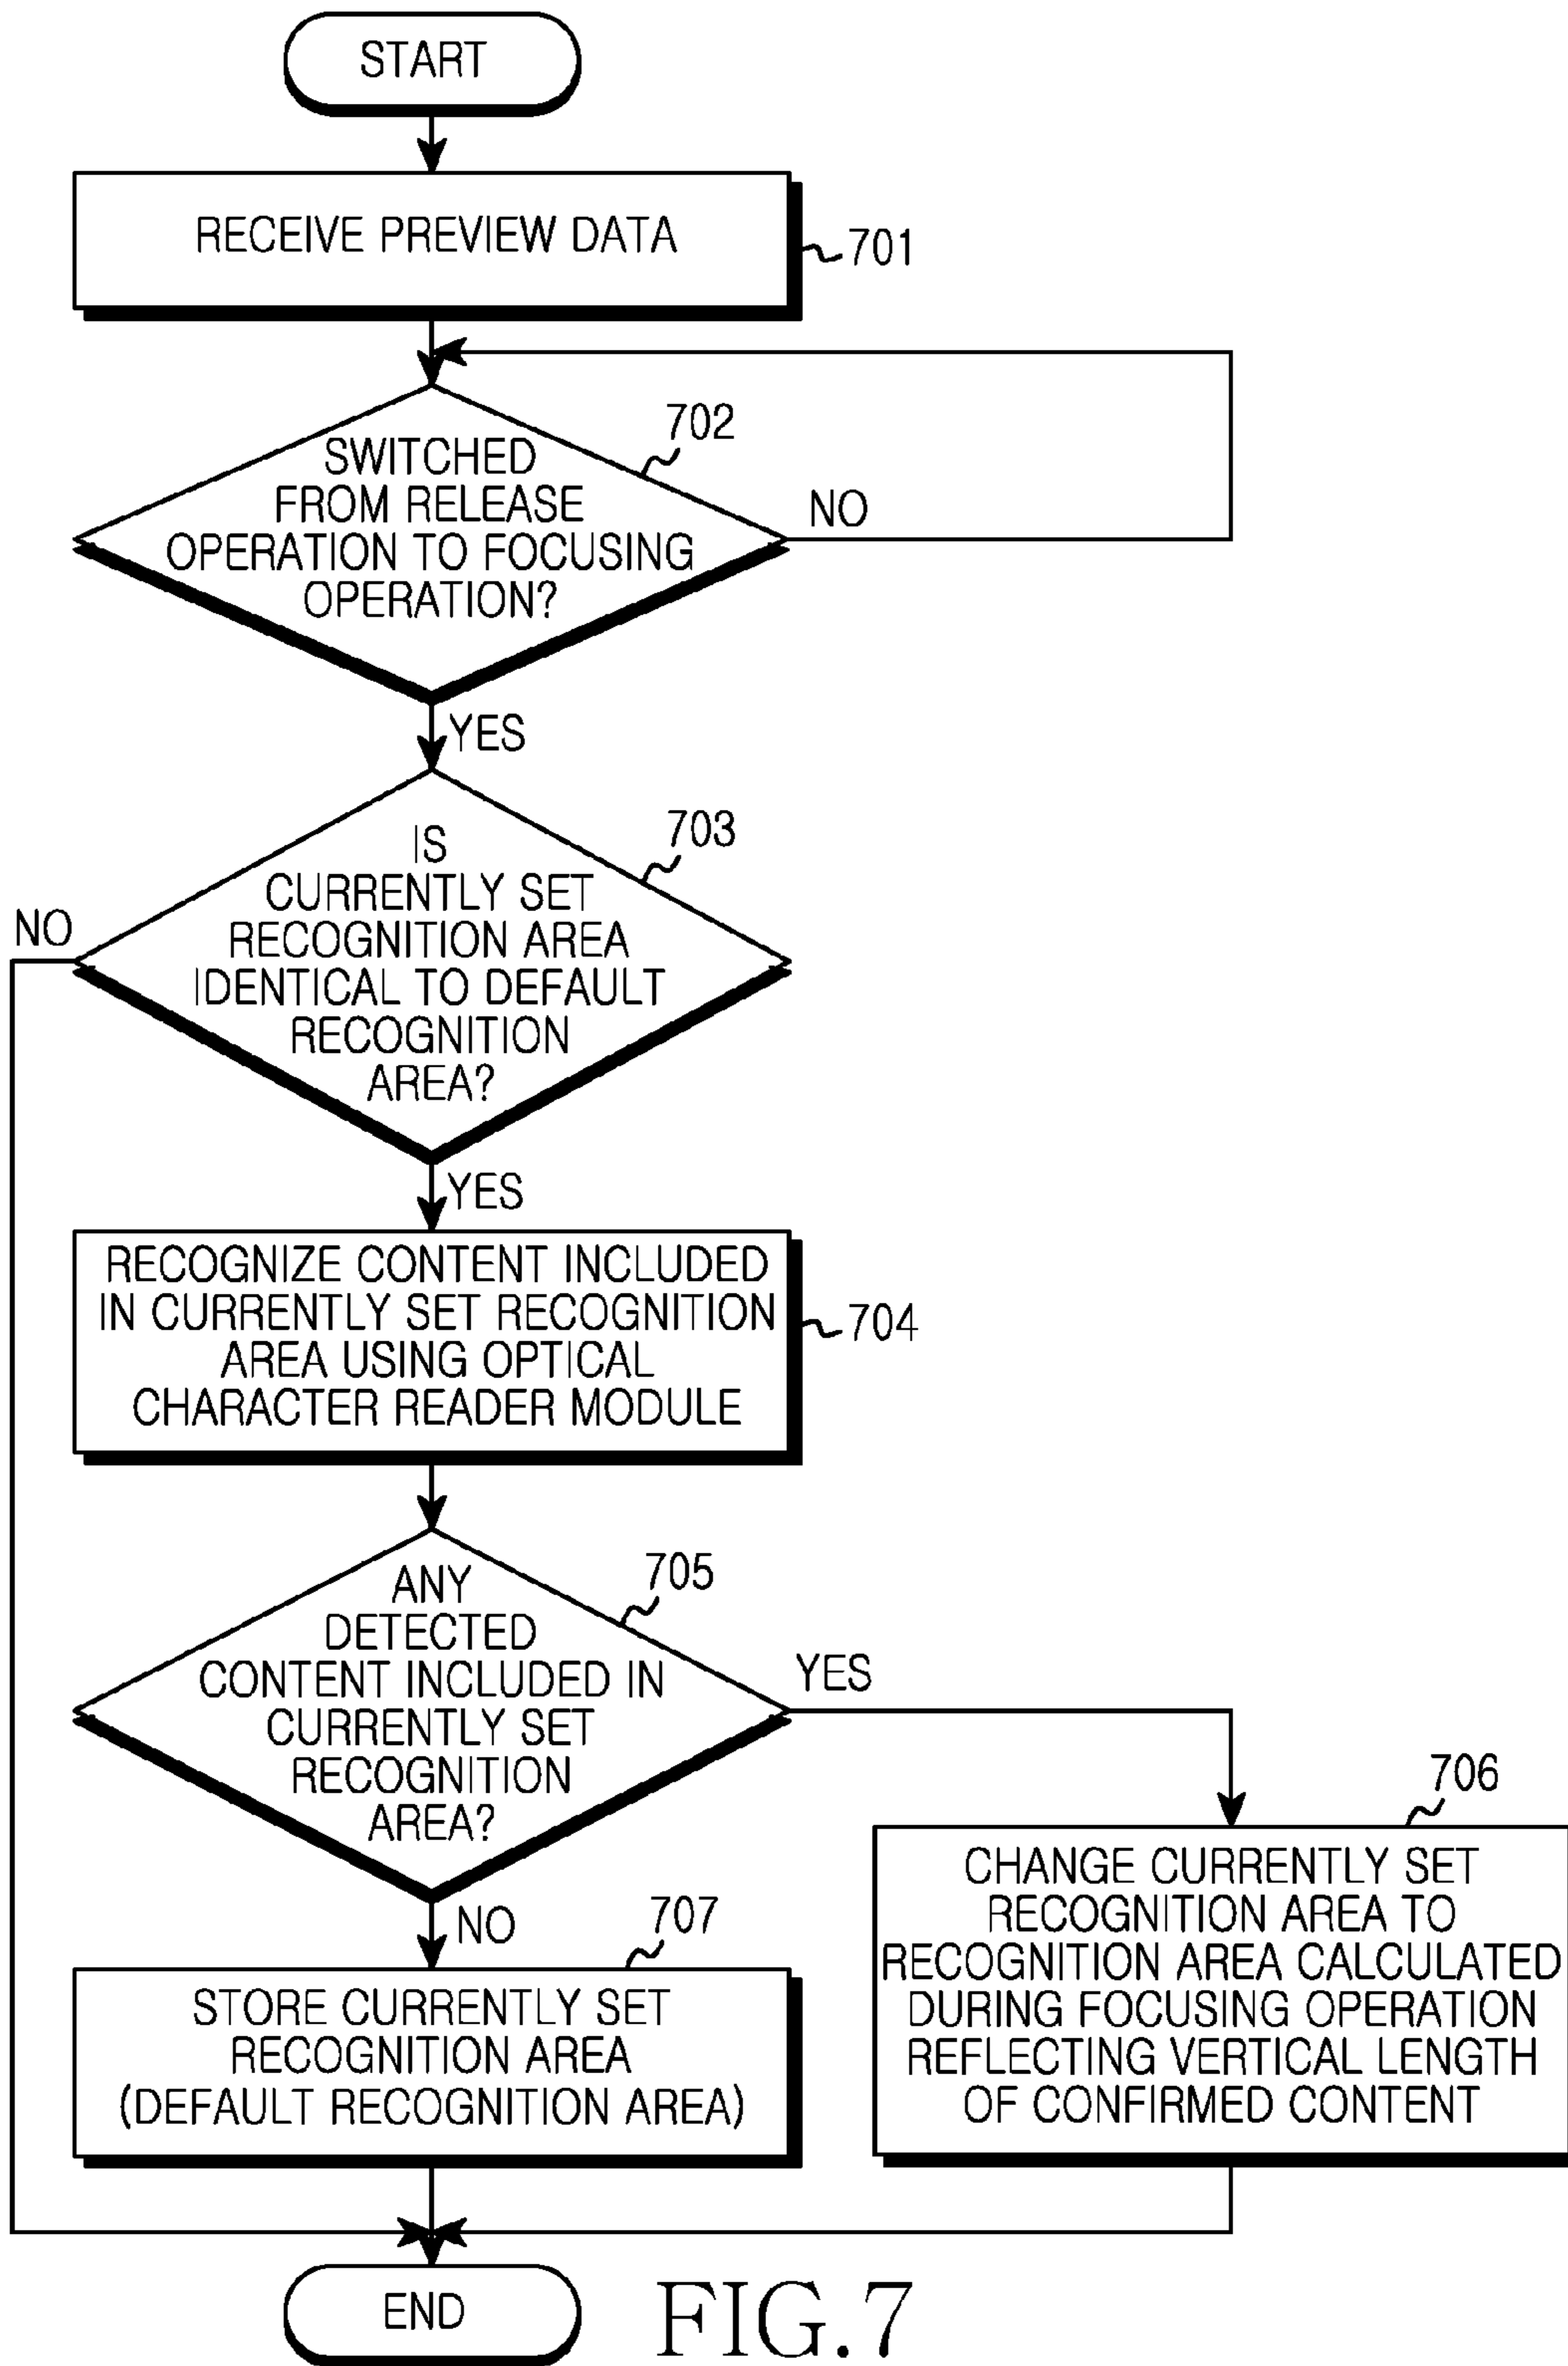 START
RECEIVE PREVIEW DATA
701
702
SWITCHED
FROM RELEASE
OPERATION TO FOCUSING
OPERATION?
NO
YES
703
IS
CURRENTLY SET
RECOGNITION AREA
IDENTICAL TO DEFAULT
RECOGNITION
AREA?
NO
YES
RECOGNIZE CONTENT INCLUDED
IN CURRENTLY SET RECOGNITION
AREA USING OPTICAL
CHARACTER READER MODULE
704
705
ANY
DETECTED
CONTENT INCLUDED IN
CURRENTLY SET
RECOGNITION
AREA?
YES
NO
706
CHANGE CURRENTLY SET
RECOGNITION AREA TO
RECOGNITION AREA CALCULATED
DURING FOCUSING OPERATION
REFLECTING VERTICAL LENGTH
OF CONFIRMED CONTENT
707
STORE CURRENTLY SET
RECOGNITION AREA
(DEFAULT RECOGNITION AREA)
END
FIG.7